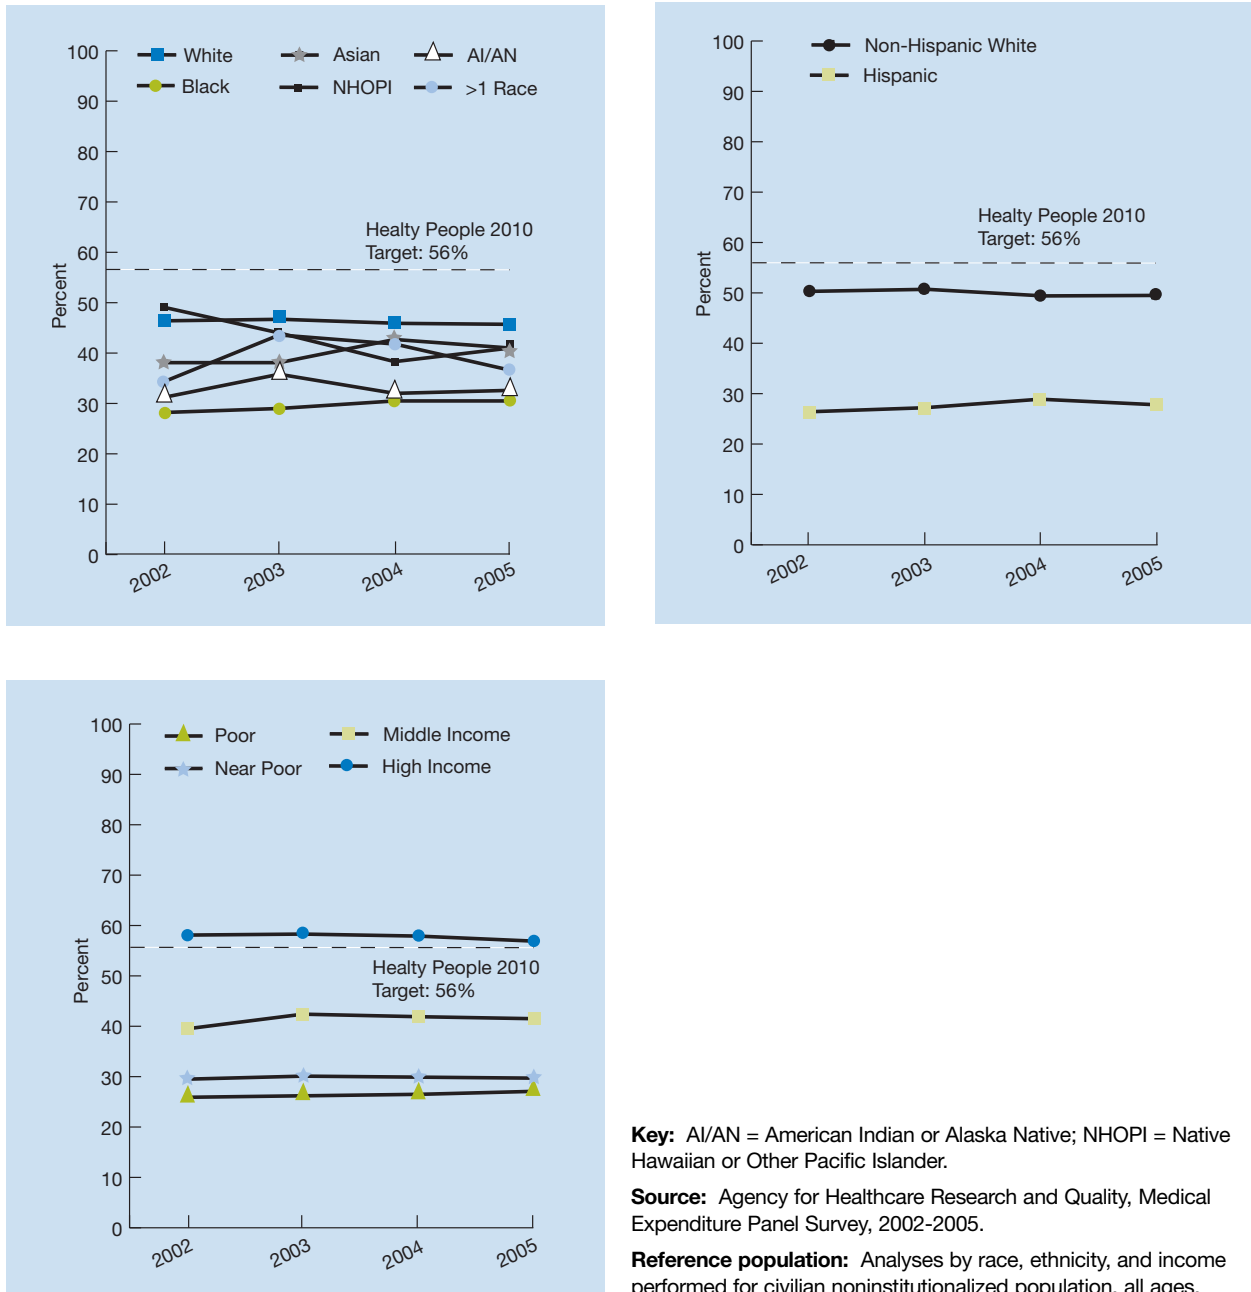 White
Asian
AI/AN
Black
NHOPI
>1 Race
100
90
80
70
60
50
40
30
20
10
0
Percent
Healty People 2010
Target: 56%
2002
2003
2004
2005
Non-Hispanic White
Hispanic
100
90
80
70
60
50
40
30
20
10
0
Percent
Healty People 2010
Target: 56%
2002
2003
2004
2005
Poor
Middle Income
Near Poor
High Income
100
90
80
70
60
50
40
30
20
10
0
Percent
Healty People 2010
Target: 56%
2002
2003
2004
2005
Key: AI/AN = American Indian or Alaska Native; NHOPI = Native
Hawaiian or Other Pacific Islander.
Source: Agency for Healthcare Research and Quality, Medical
Expenditure Panel Survey, 2002-2005.
Reference population: Analyses by race, ethnicity, and income
performed for civilian noninstitutionalized population, all ages.